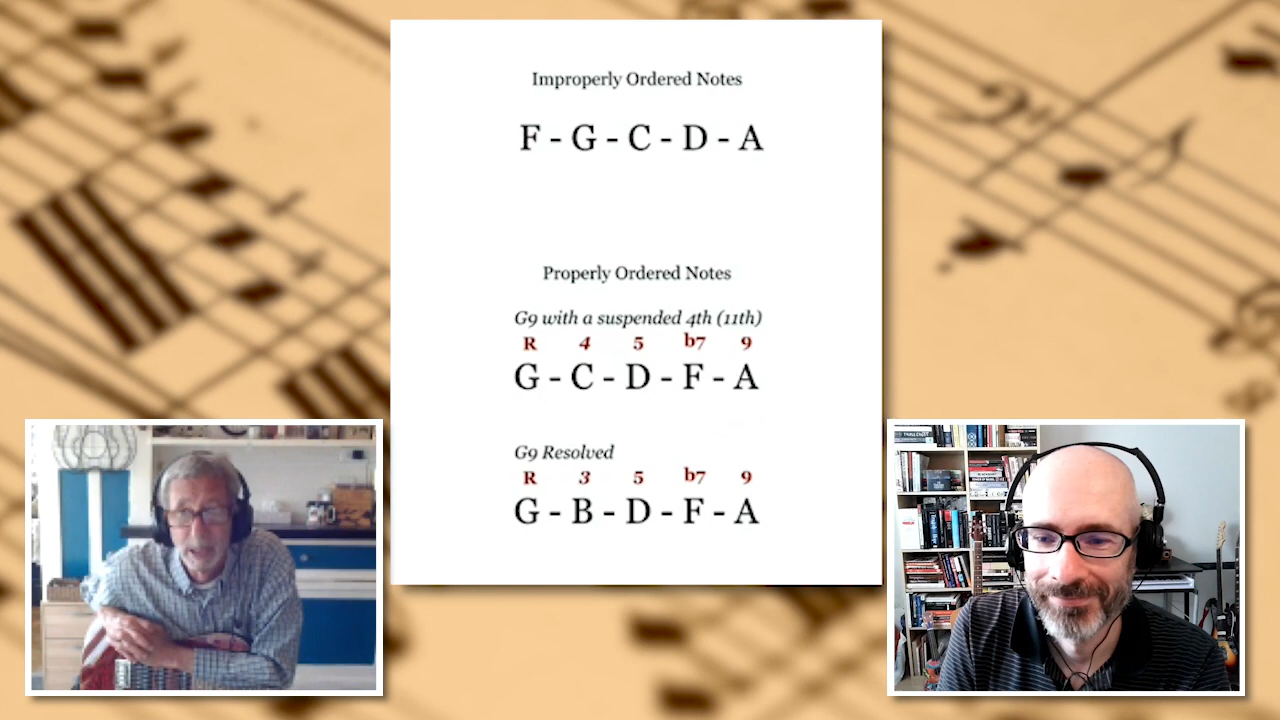 Improperly Ordered Notes
F - G - C - D - A
Properly Ordered Notes
G9 with a suspended 4th (11th)
R 4 5 b7 9
G - C - D - F - A
G9 Resolved
R 3 5 b7 9
G - B - D - F - A